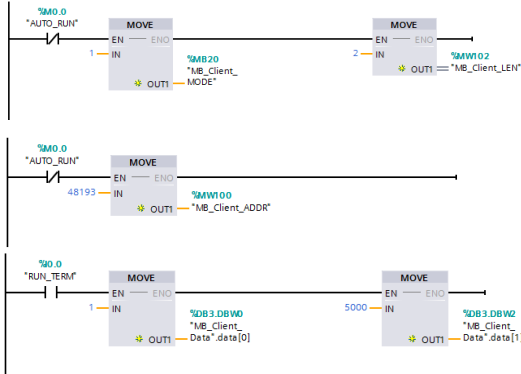 %M0.0
"AUTO_RUN"
MOVE
EN ENO
1 IN
OUT1
%MB20
"MB_Client_
MODE"
MOVE
EN ENO
2 IN
OUT1
%MW102
"MB_Client_LEN"
%M0.0
"AUTO_RUN"
MOVE
EN ENO
48193 IN
OUT1
%MW100
"MB_Client_ADDR"
%I0.0
"RUN_TERM"
MOVE
EN ENO
1 IN
OUT1
%DB3.DBW0
"MB_Client_
Data".data[0]
MOVE
EN ENO
5000 IN
OUT1
%DB3.DBW2
"MB_Client_
Data".data[1]